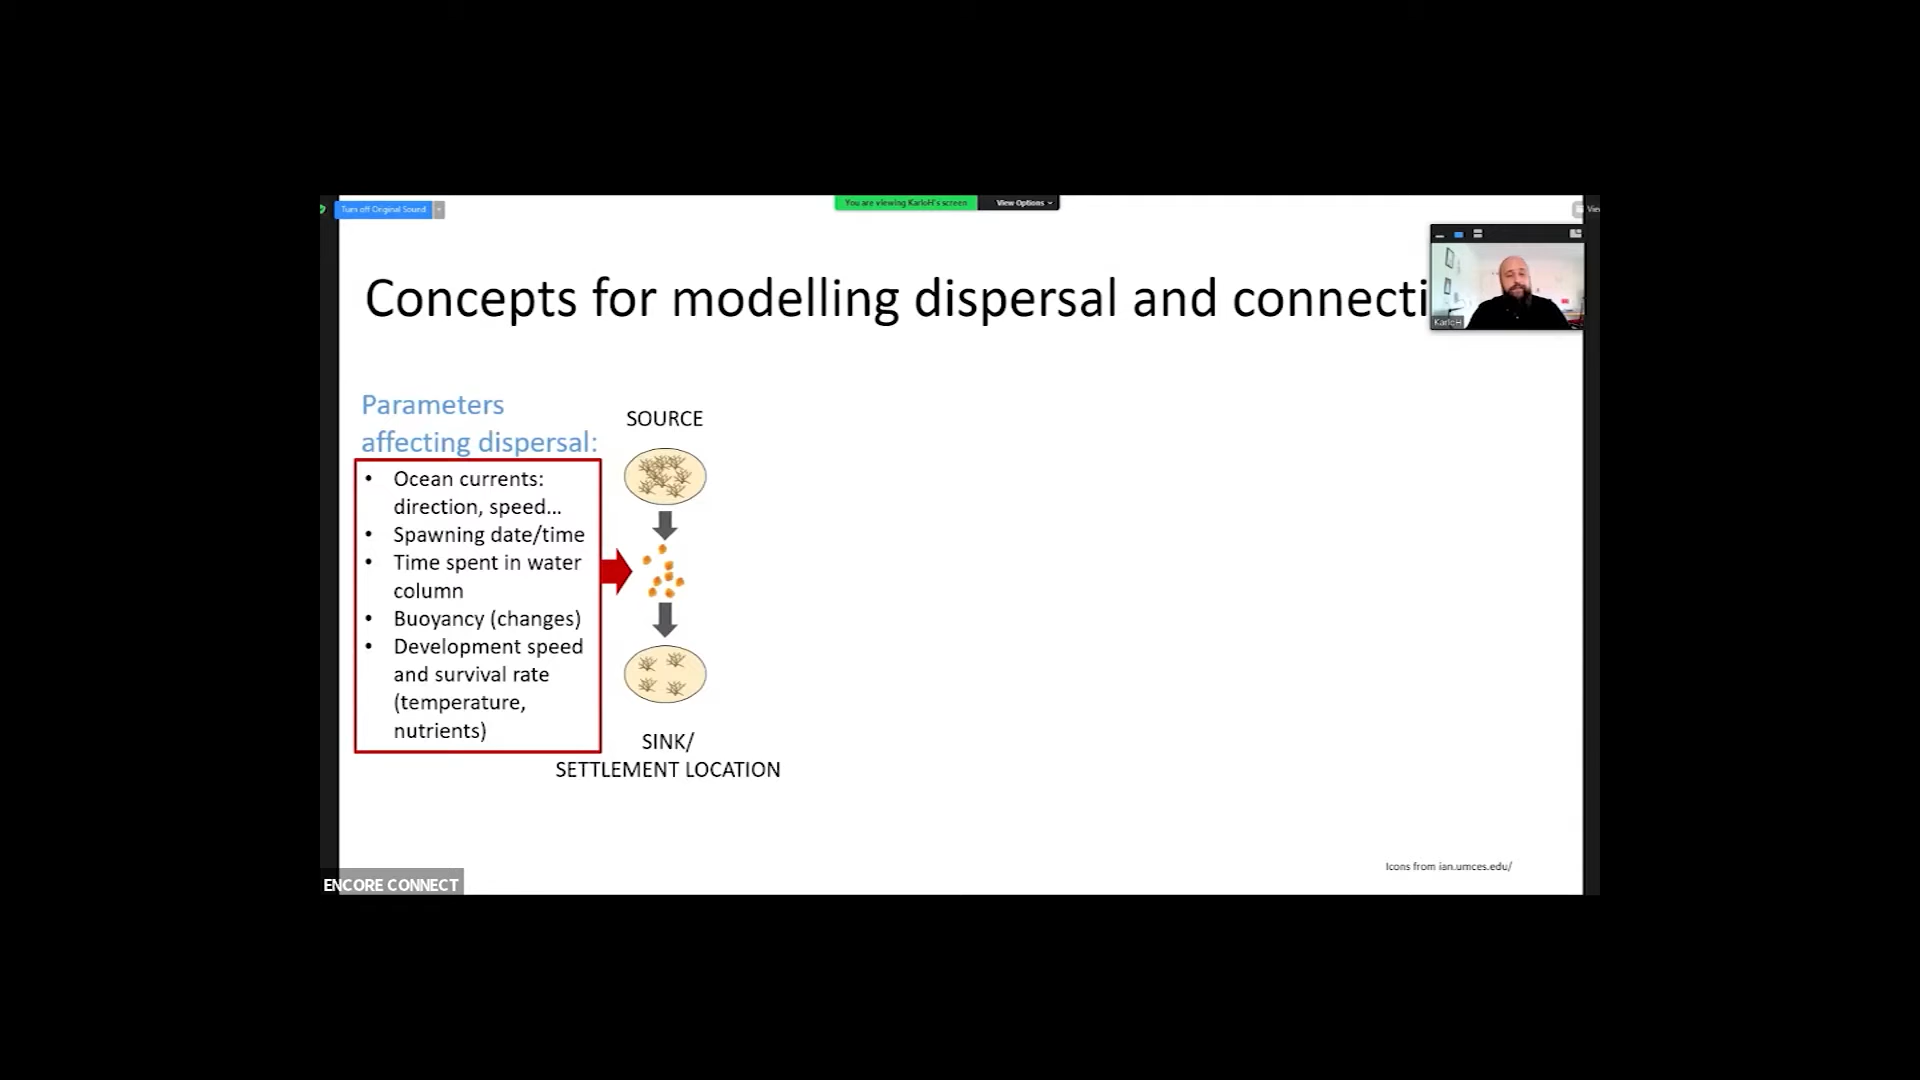 Turn off Original Sound
You are viewing KarloH's screen
View Options
Concepts for modelling dispersal and connecti
KarloH
Parameters
affecting dispersal:
• Ocean currents:
direction, speed...
• Spawning date/time
• Time spent in water
column
• Buoyancy (changes)
• Development speed
and survival rate
(temperature,
nutrients)
SOURCE
SINK/
SETTLEMENT LOCATION
Icons from ian.umces.edu/
ENCORE CONNECT